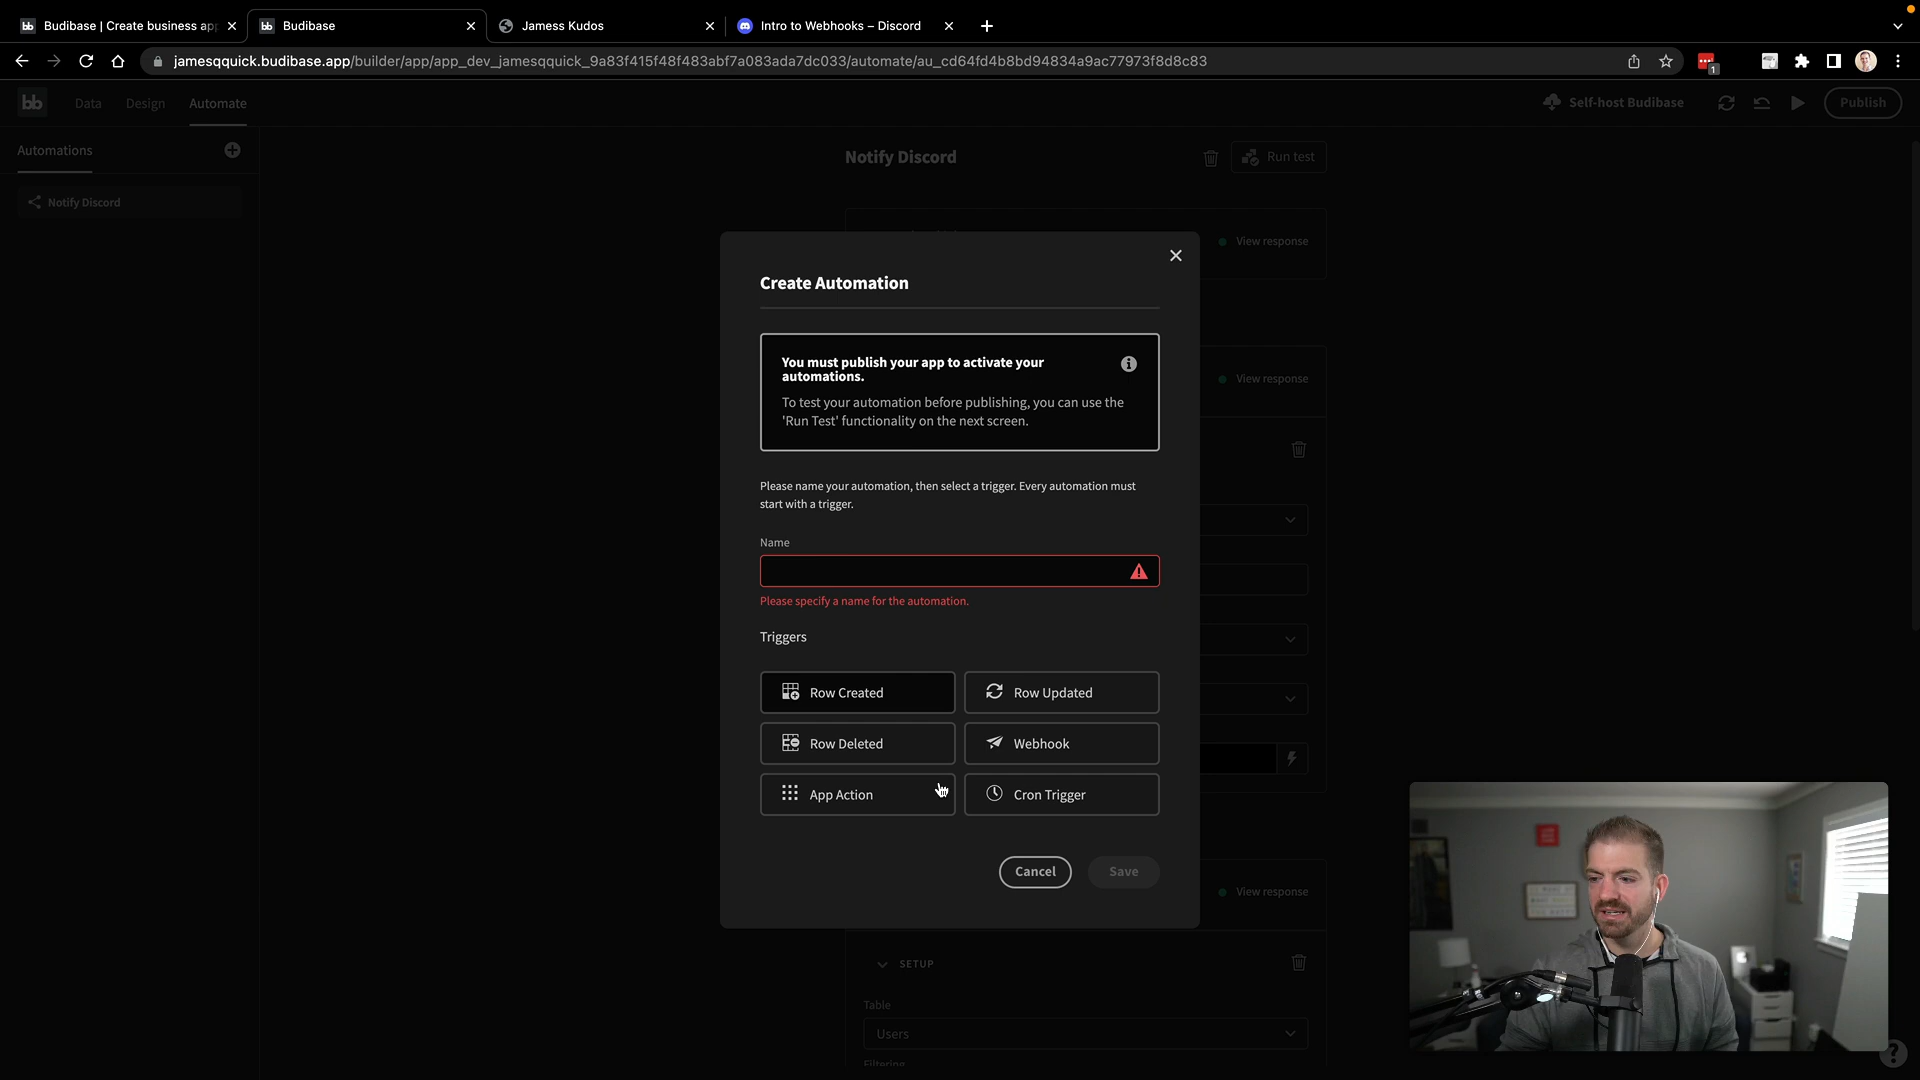 Budibase | Create business app
Budibase
Jamess Kudos
Intro to Webhooks – Discord
jamesqquick.budibase.app/builder/app/app_dev_jamesqquick_9a83f415f48f483abf7a083ada7dc033/automate/au_cd64fd4b8bd94834a9ac77973f8d8c83
1
bb
Data
Design
Automate
Self-host Budibase
Publish
Automations
Notify Discord
Notify Discord
Run test
View response
View response
Create Automation
You must publish your app to activate your
automations.
To test your automation before publishing, you can use the
'Run Test' functionality on the next screen.
Please name your automation, then select a trigger. Every automation must
start with a trigger.
Name
Please specify a name for the automation.
Triggers
Row Created
Row Updated
Row Deleted
Webhook
App Action
Cron Trigger
Cancel
Save
View response
SETUP
Table
Users
Filtering